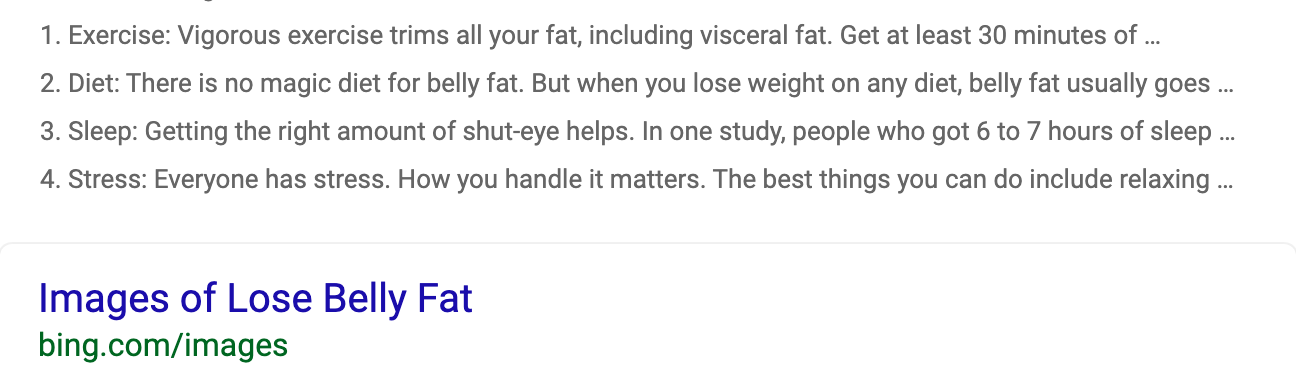 1. Exercise: Vigorous exercise trims all your fat, including visceral fat. Get at least 30 minutes of ...
2. Diet: There is no magic diet for belly fat. But when you lose weight on any diet, belly fat usually goes ...
3. Sleep: Getting the right amount of shut-eye helps. In one study, people who got 6 to 7 hours of sleep ...
4. Stress: Everyone has stress. How you handle it matters. The best things you can do include relaxing ...
Images of Lose Belly Fat
bing.com/images